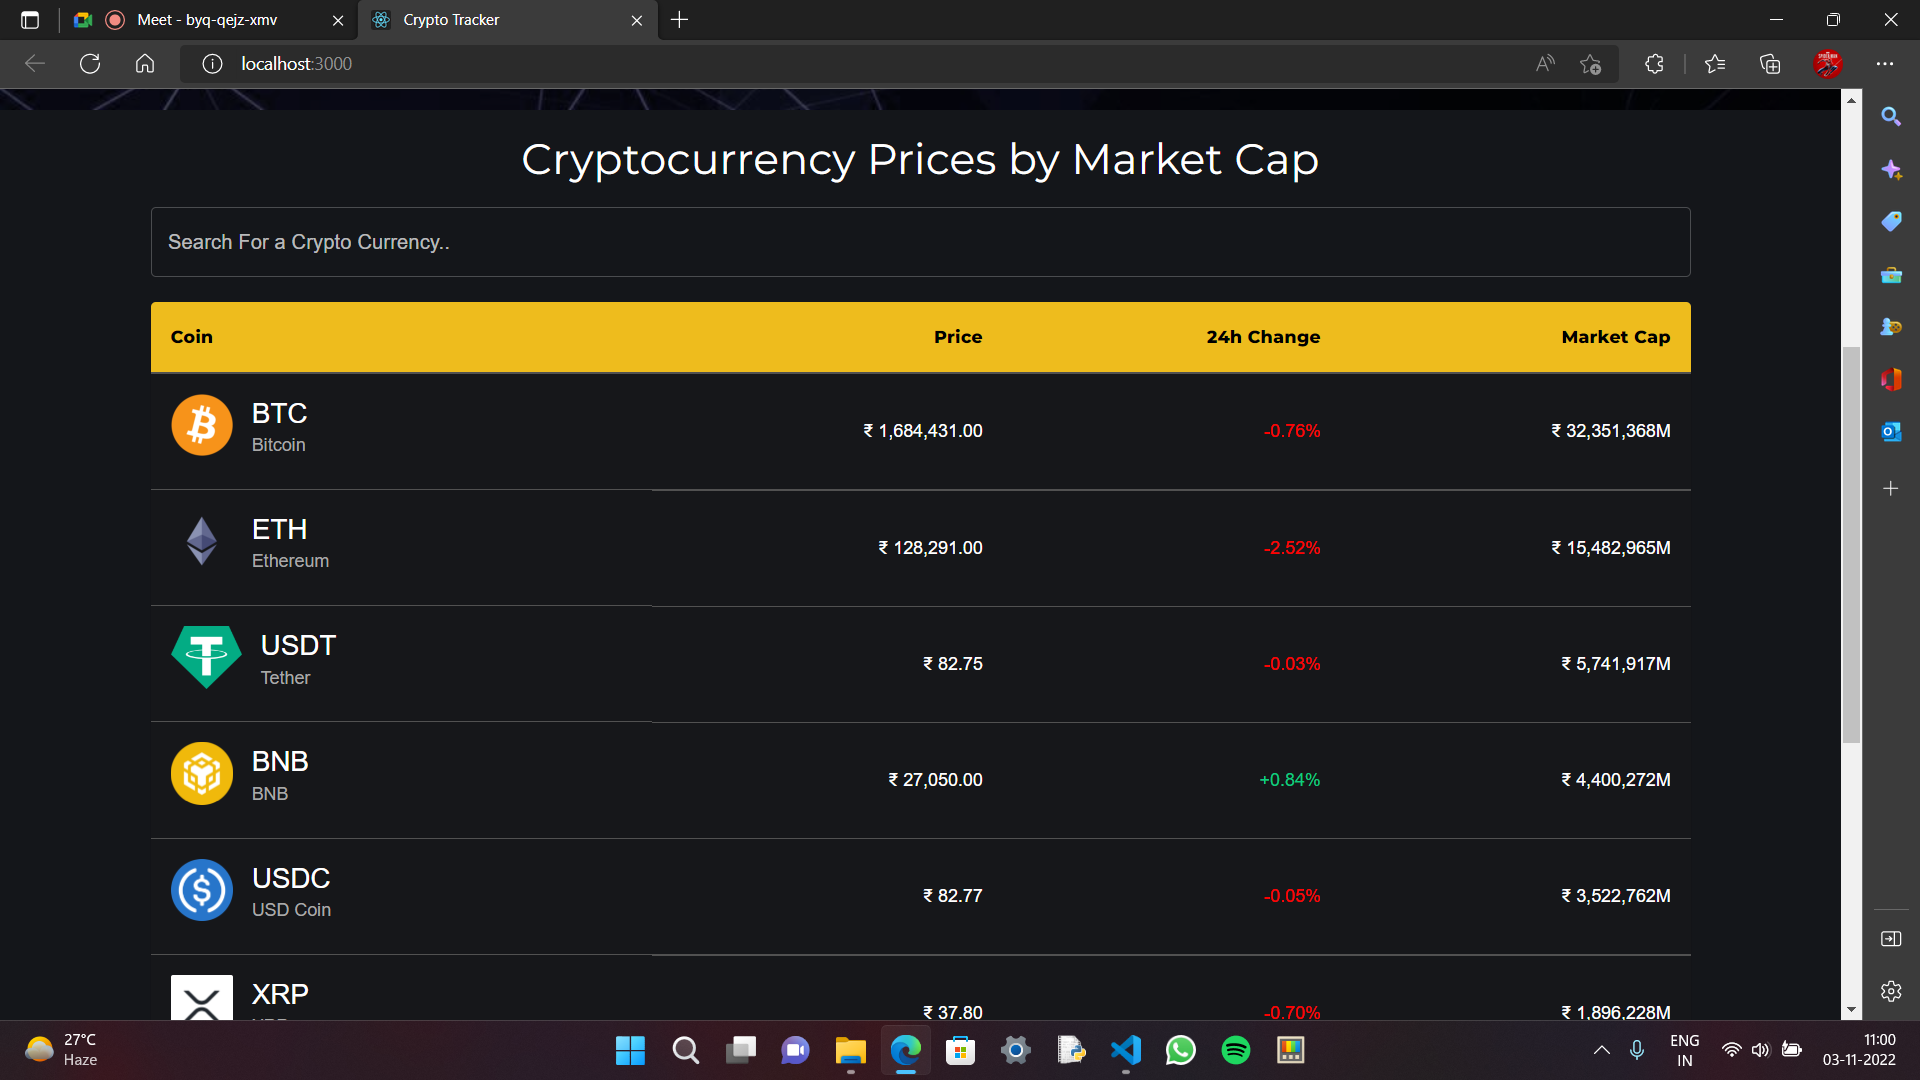 Meet - byq-qejz-xmv
Crypto Tracker
localhost:3000
Cryptocurrency Prices by Market Cap
Search For a Crypto Currency..
Coin Price 24h Change Market Cap
BTC
Bitcoin
₹ 1,684,431.00 -0.76% ₹ 32,351,368M
ETH
Ethereum
₹ 128,291.00 -2.52% ₹ 15,482,965M
USDT
Tether
₹ 82.75 -0.03% ₹ 5,741,917M
BNB
BNB
₹ 27,050.00 +0.84% ₹ 4,400,272M
USDC
USD Coin
₹ 82.77 -0.05% ₹ 3,522,762M
XRP
₹ 37.80 -0.70% ₹ 1,896,228M
27°C
Haze
ENG
IN
11:00
03-11-2022